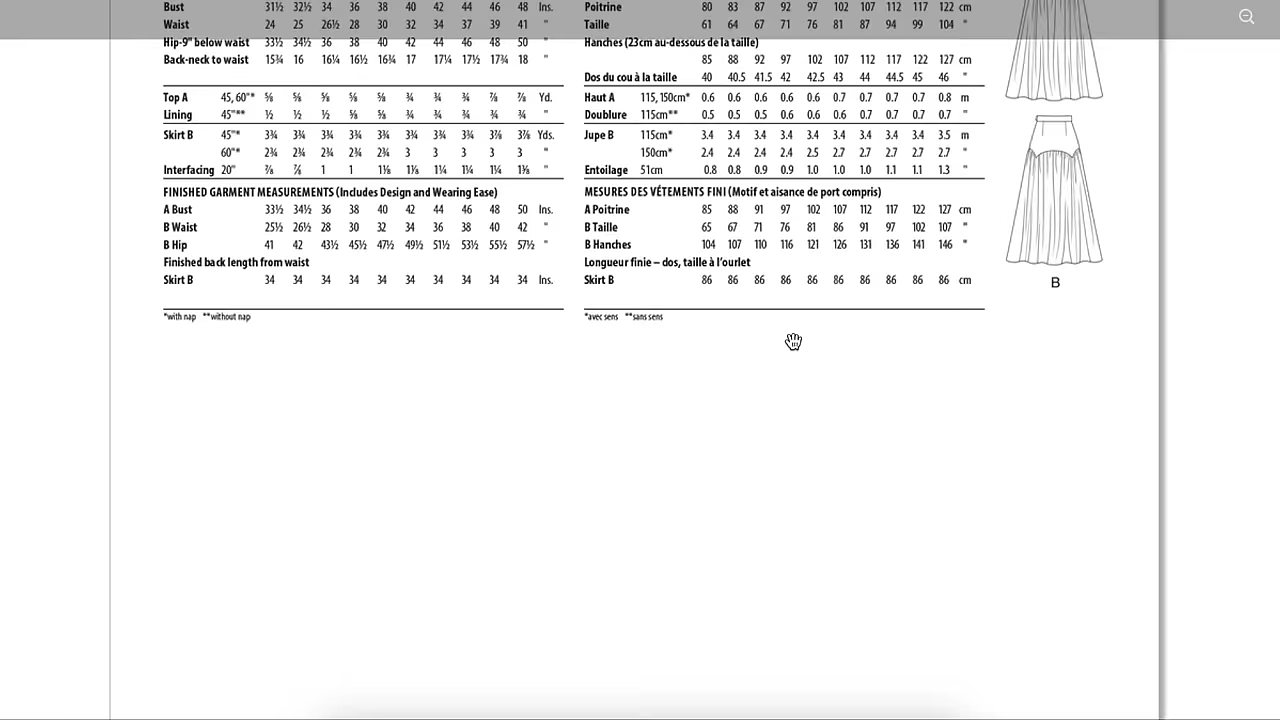 Bust 31½ 32½ 34 36 38 40 42 44 46 48 Ins.
Waist 24 25 26½ 28 30 32 34 37 39 41 "
Hip-9" below waist 33½ 34½ 36 38 40 42 44 46 48 50 "
Back-neck to waist 15¾ 16 16¼ 16½ 16¾ 17 17¼ 17½ 17¾ 18 "
Top A 45, 60"* ⅝ ⅝ ⅝ ⅝ ⅝ ¾ ¾ ¾ ⅞ ⅞ Yd.
Lining 45"** ½ ½ ½ ⅝ ⅝ ¾ ¾ ¾ ¾ ¾ "
Skirt B 45"* 3¾ 3¾ 3¾ 3¾ 3¾ 3¾ 3¾ 3¾ 3⅞ 3⅞ Yds.
60"* 2¾ 2¾ 2¾ 2¾ 2¾ 3 3 3 3 3 "
Interfacing 20" ⅞ ⅞ 1 1 1⅛ 1⅛ 1¼ 1¼ 1¼ 1⅜ "
FINISHED GARMENT MEASUREMENTS (Includes Design and Wearing Ease)
A Bust 33½ 34½ 36 38 40 42 44 46 48 50 Ins.
B Waist 25½ 26½ 28 30 32 34 36 38 40 42 "
B Hip 41 42 43½ 45½ 47½ 49½ 51½ 53½ 55½ 57½ "
Finished back length from waist
Skirt B 34 34 34 34 34 34 34 34 34 34 Ins.
*with nap **without nap
Poitrine 80 83 87 92 97 102 107 112 117 122 cm
Taille 61 64 67 71 76 81 87 94 99 104 "
Hanches (23cm au-dessous de la taille)
85 88 92 97 102 107 112 117 122 127 cm
Dos du cou à la taille 40 40.5 41.5 42 42.5 43 44 44.5 45 46 "
Haut A 115, 150cm* 0.6 0.6 0.6 0.6 0.6 0.7 0.7 0.7 0.7 0.8 m
Doublure 115cm** 0.5 0.5 0.5 0.6 0.6 0.6 0.7 0.7 0.7 0.7 "
Jupe B 115cm* 3.4 3.4 3.4 3.4 3.4 3.4 3.4 3.4 3.4 3.5 m
150cm* 2.4 2.4 2.4 2.4 2.5 2.7 2.7 2.7 2.7 2.7 "
Entoilage 51cm 0.8 0.8 0.9 0.9 1.0 1.0 1.0 1.1 1.1 1.3 "
MESURES DES VÉTEMENTS FINI (Motif et aisance de port compris)
A Poitrine 85 88 91 97 102 107 112 117 122 127 cm
B Taille 65 67 71 76 81 86 91 97 102 107 "
B Hanches 104 107 110 116 121 126 131 136 141 146 "
Longueur finie – dos, taille à l'ourlet
Skirt B 86 86 86 86 86 86 86 86 86 86 cm
*avec sens **sans sens
B